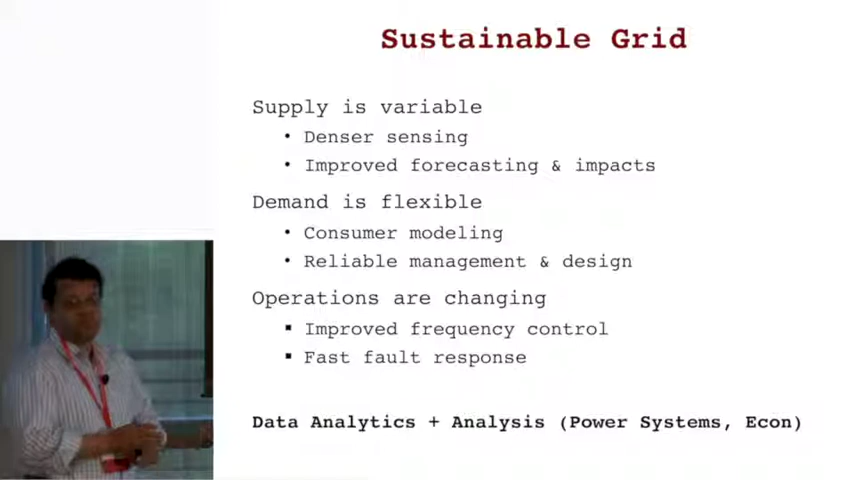 Sustainable Grid
Supply is variable
• Denser sensing
• Improved forecasting & impacts
Demand is flexible
• Consumer modeling
• Reliable management & design
Operations are changing
▪ Improved frequency control
▪ Fast fault response
Data Analytics + Analysis (Power Systems, Econ)